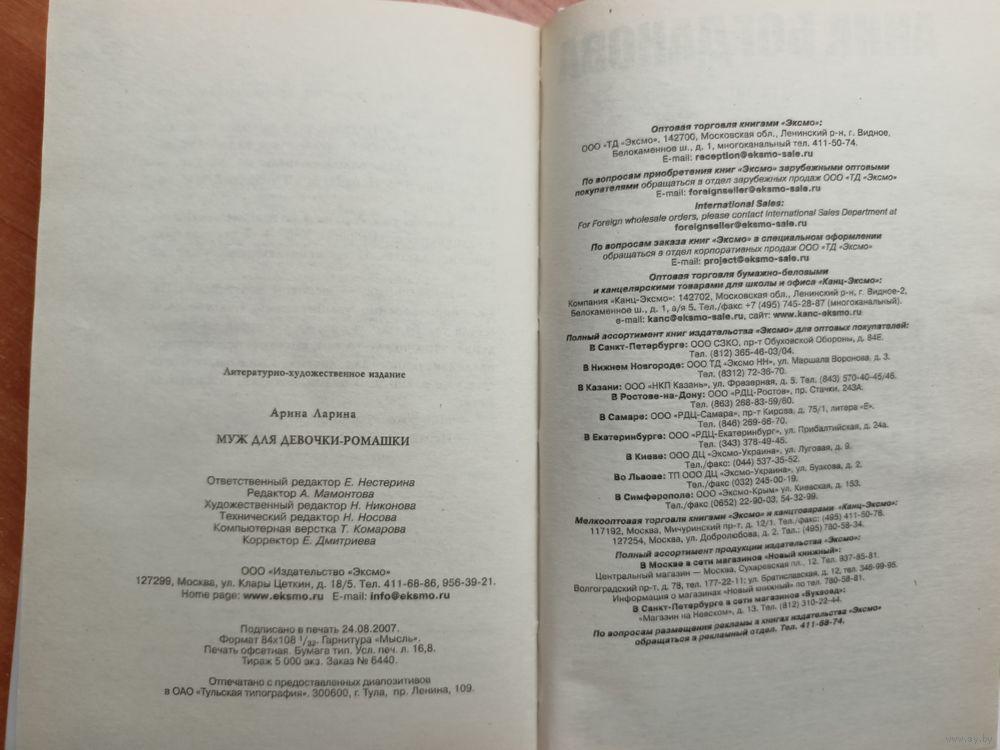 Литературно-художественное издание
Арина Ларина
МУЖ ДЛЯ ДЕВОЧКИ-РОМАШКИ
Ответственный редактор Е. Нестерина
Редактор А. Мамонтова
Художественный редактор Н. Никонова
Технический редактор Н. Носова
Компьютерная верстка Т. Комарова
Корректор Е. Дмитриева
ООО «Издательство «Эксмо»
127299, Москва, ул. Клары Цеткин, д. 18/5. Тел. 411-68-86, 956-39-21.
Home page: www.eksmo.ru E-mail: info@eksmo.ru
Подписано в печать 24.08.2007.
Формат 84х108 1/32. Гарнитура «Мысль».
Печать офсетная. Бумага тип. Усл. печ. л. 16,8.
Тираж 5 000 экз. Заказ № 6440.
Отпечатано с предоставленных диапозитивов
в ОАО «Тульская типография». 300600, г. Тула, пр. Ленина, 109.
Оптовая торговля книгами «Эксмо»:
ООО «ТД «Эксмо». 142700, Московская обл., Ленинский р-н, г. Видное,
Белокаменное ш., д. 1, многоканальный тел. 411-50-74.
E-mail: reception@eksmo-sale.ru
По вопросам приобретения книг «Эксмо» зарубежными оптовыми
покупателями обращаться в отдел зарубежных продаж ООО «ТД «Эксмо»
E-mail: foreignseller@eksmo-sale.ru
International Sales:
For Foreign wholesale orders, please contact International Sales Department at
foreignseller@eksmo-sale.ru
По вопросам заказа книг «Эксмо» в специальном оформлении
обращаться в отдел корпоративных продаж ООО «ТД «Эксмо»
E-mail: project@eksmo-sale.ru
Оптовая торговля бумажно-беловыми
и канцелярскими товарами для школы и офиса «Канц-Эксмо»:
Компания «Канц-Эксмо»: 142702, Московская обл., Ленинский р-н, г. Видное-2,
Белокаменное ш., д. 1, а/я 5. Тел./факс +7 (495) 745-28-87 (многоканальный).
e-mail: kanc@eksmo-sale.ru, сайт: www.kanc-eksmo.ru
Полный ассортимент книг издательства «Эксмо» для оптовых покупателей:
В Санкт-Петербурге: ООО СЗКО, пр-т Обуховской Обороны, д. 84Е.
Тел. (812) 365-46-03/04.
В Нижнем Новгороде: ООО ТД «Эксмо НН», ул. Маршала Воронова, д. 3.
Тел. (8312) 72-36-70.
В Казани: ООО «НКП Казань», ул. Фрезерная, д. 5. Тел. (843) 570-40-45/46.
В Ростове-на-Дону: ООО «РДЦ-Ростов», пр. Стачки, 243А.
Тел. (863) 268-83-59/60.
В Самаре: ООО «РДЦ-Самара», пр-т Кирова, д. 75/1, литера «Е».
Тел. (846) 269-66-70.
В Екатеринбурге: ООО «РДЦ-Екатеринбург», ул. Прибалтийская, д. 24а.
Тел. (343) 378-49-45.
В Киеве: ООО ДЦ «Эксмо-Украина», ул. Луговая, д. 9.
Тел./факс: (044) 537-35-52.
Во Львове: ТП ООО ДЦ «Эксмо-Украина», ул. Бузкова, д. 2.
Тел./факс (032) 245-00-19.
В Симферополе: ООО «Эксмо-Крым» ул. Киевская, д. 153.
Тел./факс (0652) 22-90-03, 54-32-99.
Мелкооптовая торговля книгами «Эксмо» и канцтоварами «Канц-Эксмо»:
117192, Москва, Мичуринский пр-т, д. 12/1. Тел./факс: (495) 411-50-76.
127254, Москва, ул. Добролюбова, д. 2. Тел.: (495) 780-58-34.
Полный ассортимент продукции издательства «Эксмо»:
В Москве в сети магазинов «Новый книжный»:
Центральный магазин — Москва, Сухаревская пл., 12. Тел. 937-85-81.
Волгоградский пр-т, д. 78, тел. 177-22-11; ул. Братиславская, д. 12, тел. 346-99-95.
Информация о магазинах «Новый книжный» по тел. 780-58-81.
В Санкт-Петербурге в сети магазинов «Буквоед»:
«Магазин на Невском», д. 13. Тел. (812) 310-22-44.
По вопросам размещения рекламы в книгах издательства «Эксмо»
обращаться в рекламный отдел. Тел. 411-68-74.
www.ay.by